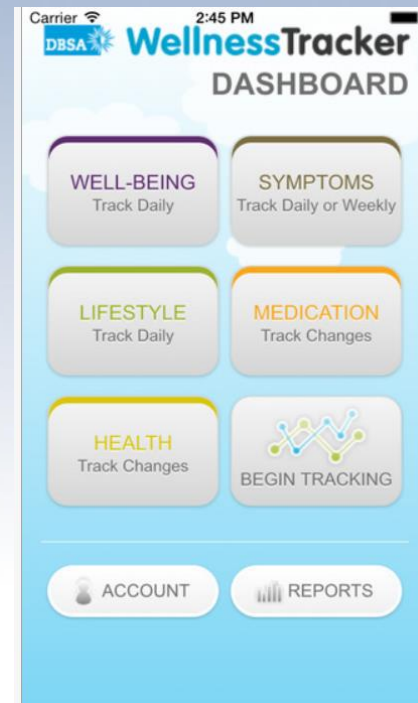 Carrier 2:45 PM
DBSA WellnessTracker
DASHBOARD
WELL-BEING
Track Daily
SYMPTOMS
Track Daily or Weekly
LIFESTYLE
Track Daily
MEDICATION
Track Changes
HEALTH
Track Changes
BEGIN TRACKING
ACCOUNT
REPORTS